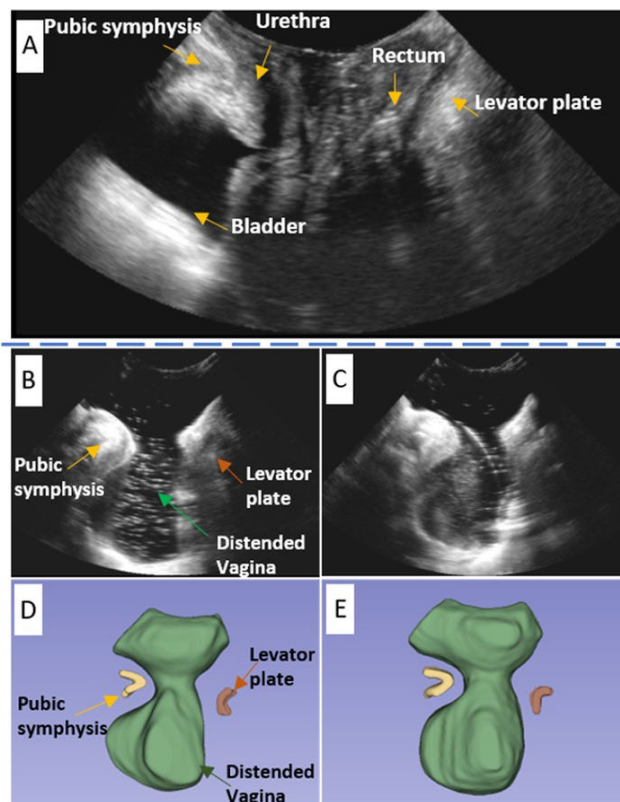 A
Pubic symphysis
Urethra
Rectum
Levator plate
Bladder
B
Pubic
symphysis
Levator
plate
Distended
Vagina
C
D
Levator
plate
Pubic
symphysis
Distended
Vagina
E